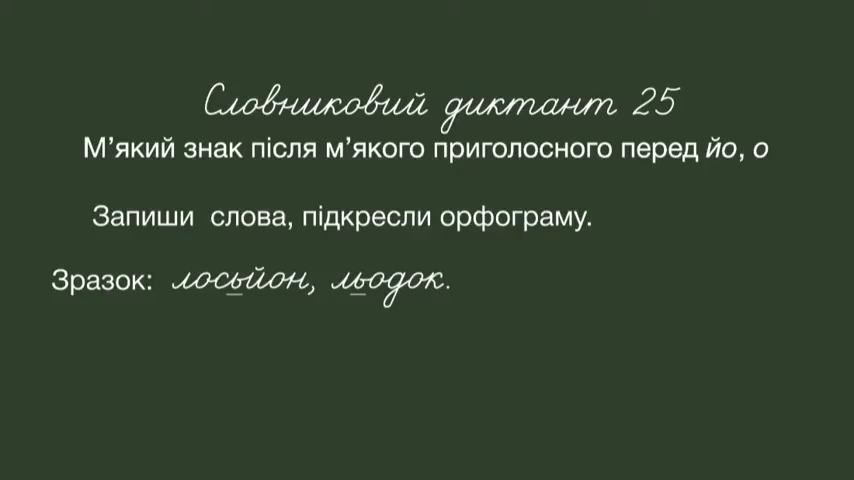 Словниковий диктант 25
М’який знак після м’якого приголосного перед йо, о
Запиши слова, підкресли орфограму.
Зразок: лосьйон, льодок.